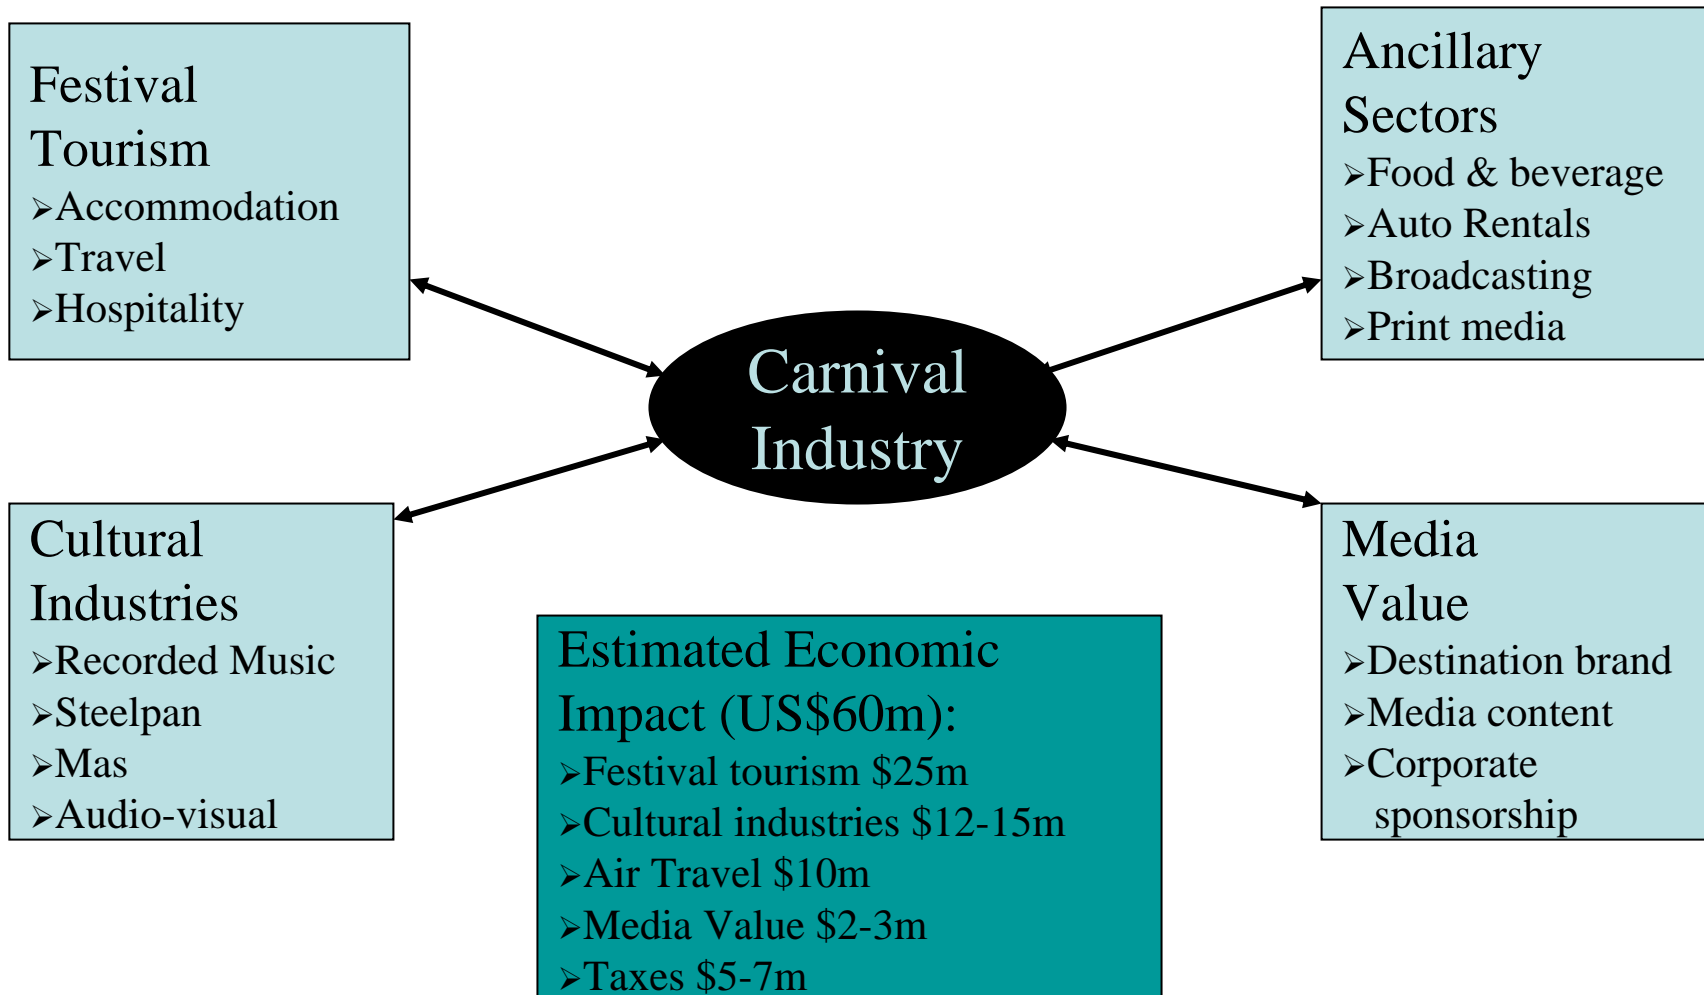 Festival
Tourism
➢Accommodation
➢Travel
➢Hospitality
Ancillary
Sectors
➢Food & beverage
➢Auto Rentals
➢Broadcasting
➢Print media
Carnival
Industry
Cultural
Industries
➢Recorded Music
➢Steelpan
➢Mas
➢Audio-visual
Estimated Economic
Impact (US$60m):
➢Festival tourism $25m
➢Cultural industries $12-15m
➢Air Travel $10m
➢Media Value $2-3m
➢Taxes $5-7m
Media
Value
➢Destination brand
➢Media content
➢Corporate
sponsorship